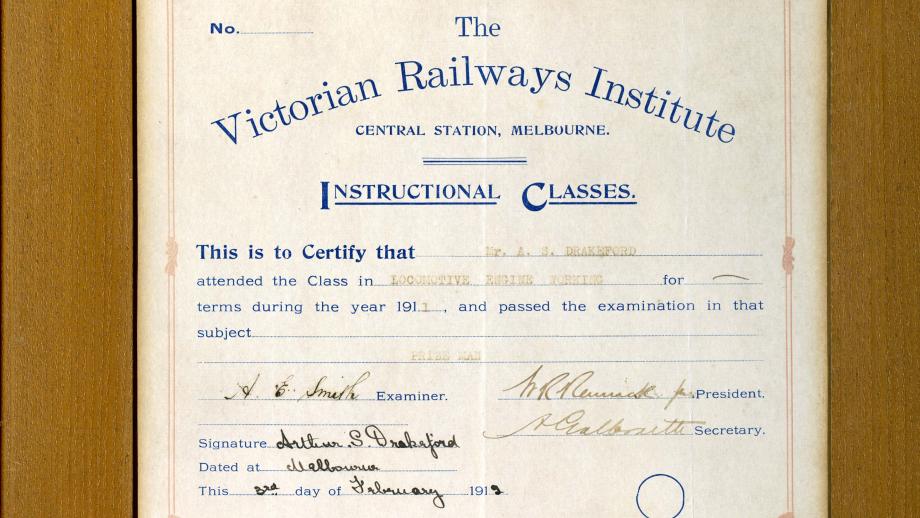 No.
The
Victorian Railways Institute
CENTRAL STATION, MELBOURNE.
INSTRUCTIONAL CLASSES.
This is to Certify that Mr. A. S. DRAKEFORD
attended the Class in LOCOMOTIVE ENGINE WORKING for
terms during the year 1911, and passed the examination in that
subject
PRIZE MAN
A. E. Smith Examiner. President.
Secretary.
Signature Arthur S. Drakeford
Dated at Melbourne
This 3rd day of February 1912